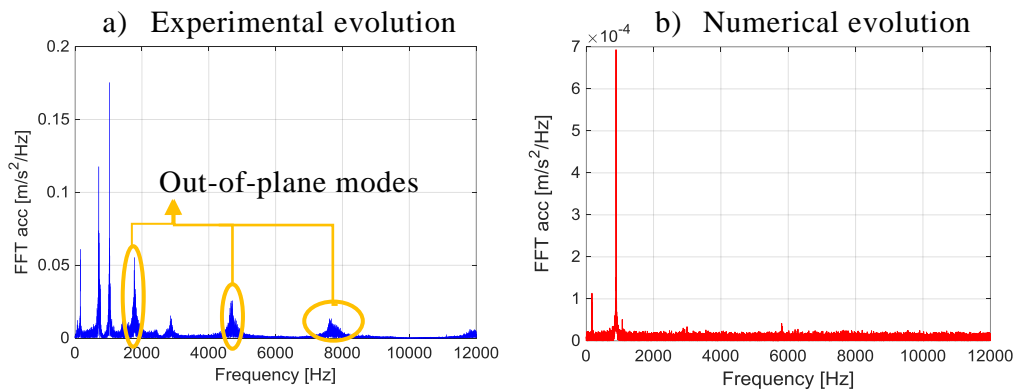 a) Experimental evolution
0.2
0.15
0.1
0.05
0
FFT acc [m/s²/Hz]
Out-of-plane modes
0 2000 4000 6000 8000 10000 12000
Frequency [Hz]
b) Numerical evolution
×10⁻⁴
7
6
5
4
3
2
1
0
FFT acc [m/s²/Hz]
0 2000 4000 6000 8000 10000 12000
Frequency [Hz]